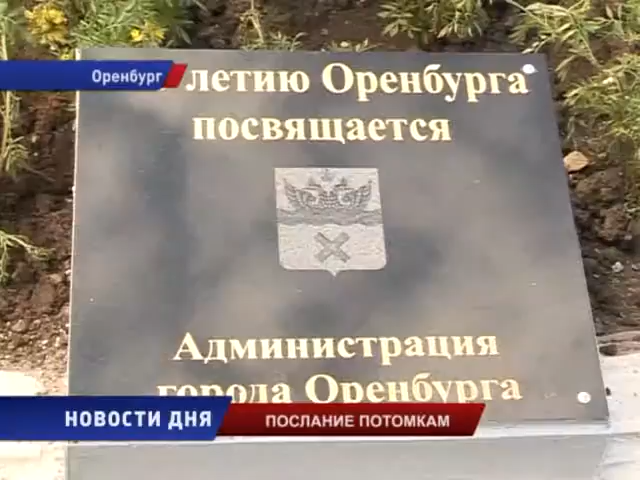 Оренбург
летию Оренбурга
посвящается
Администрация
города Оренбурга
НОВОСТИ ДНЯ
ПОСЛАНИЕ ПОТОМКАМ